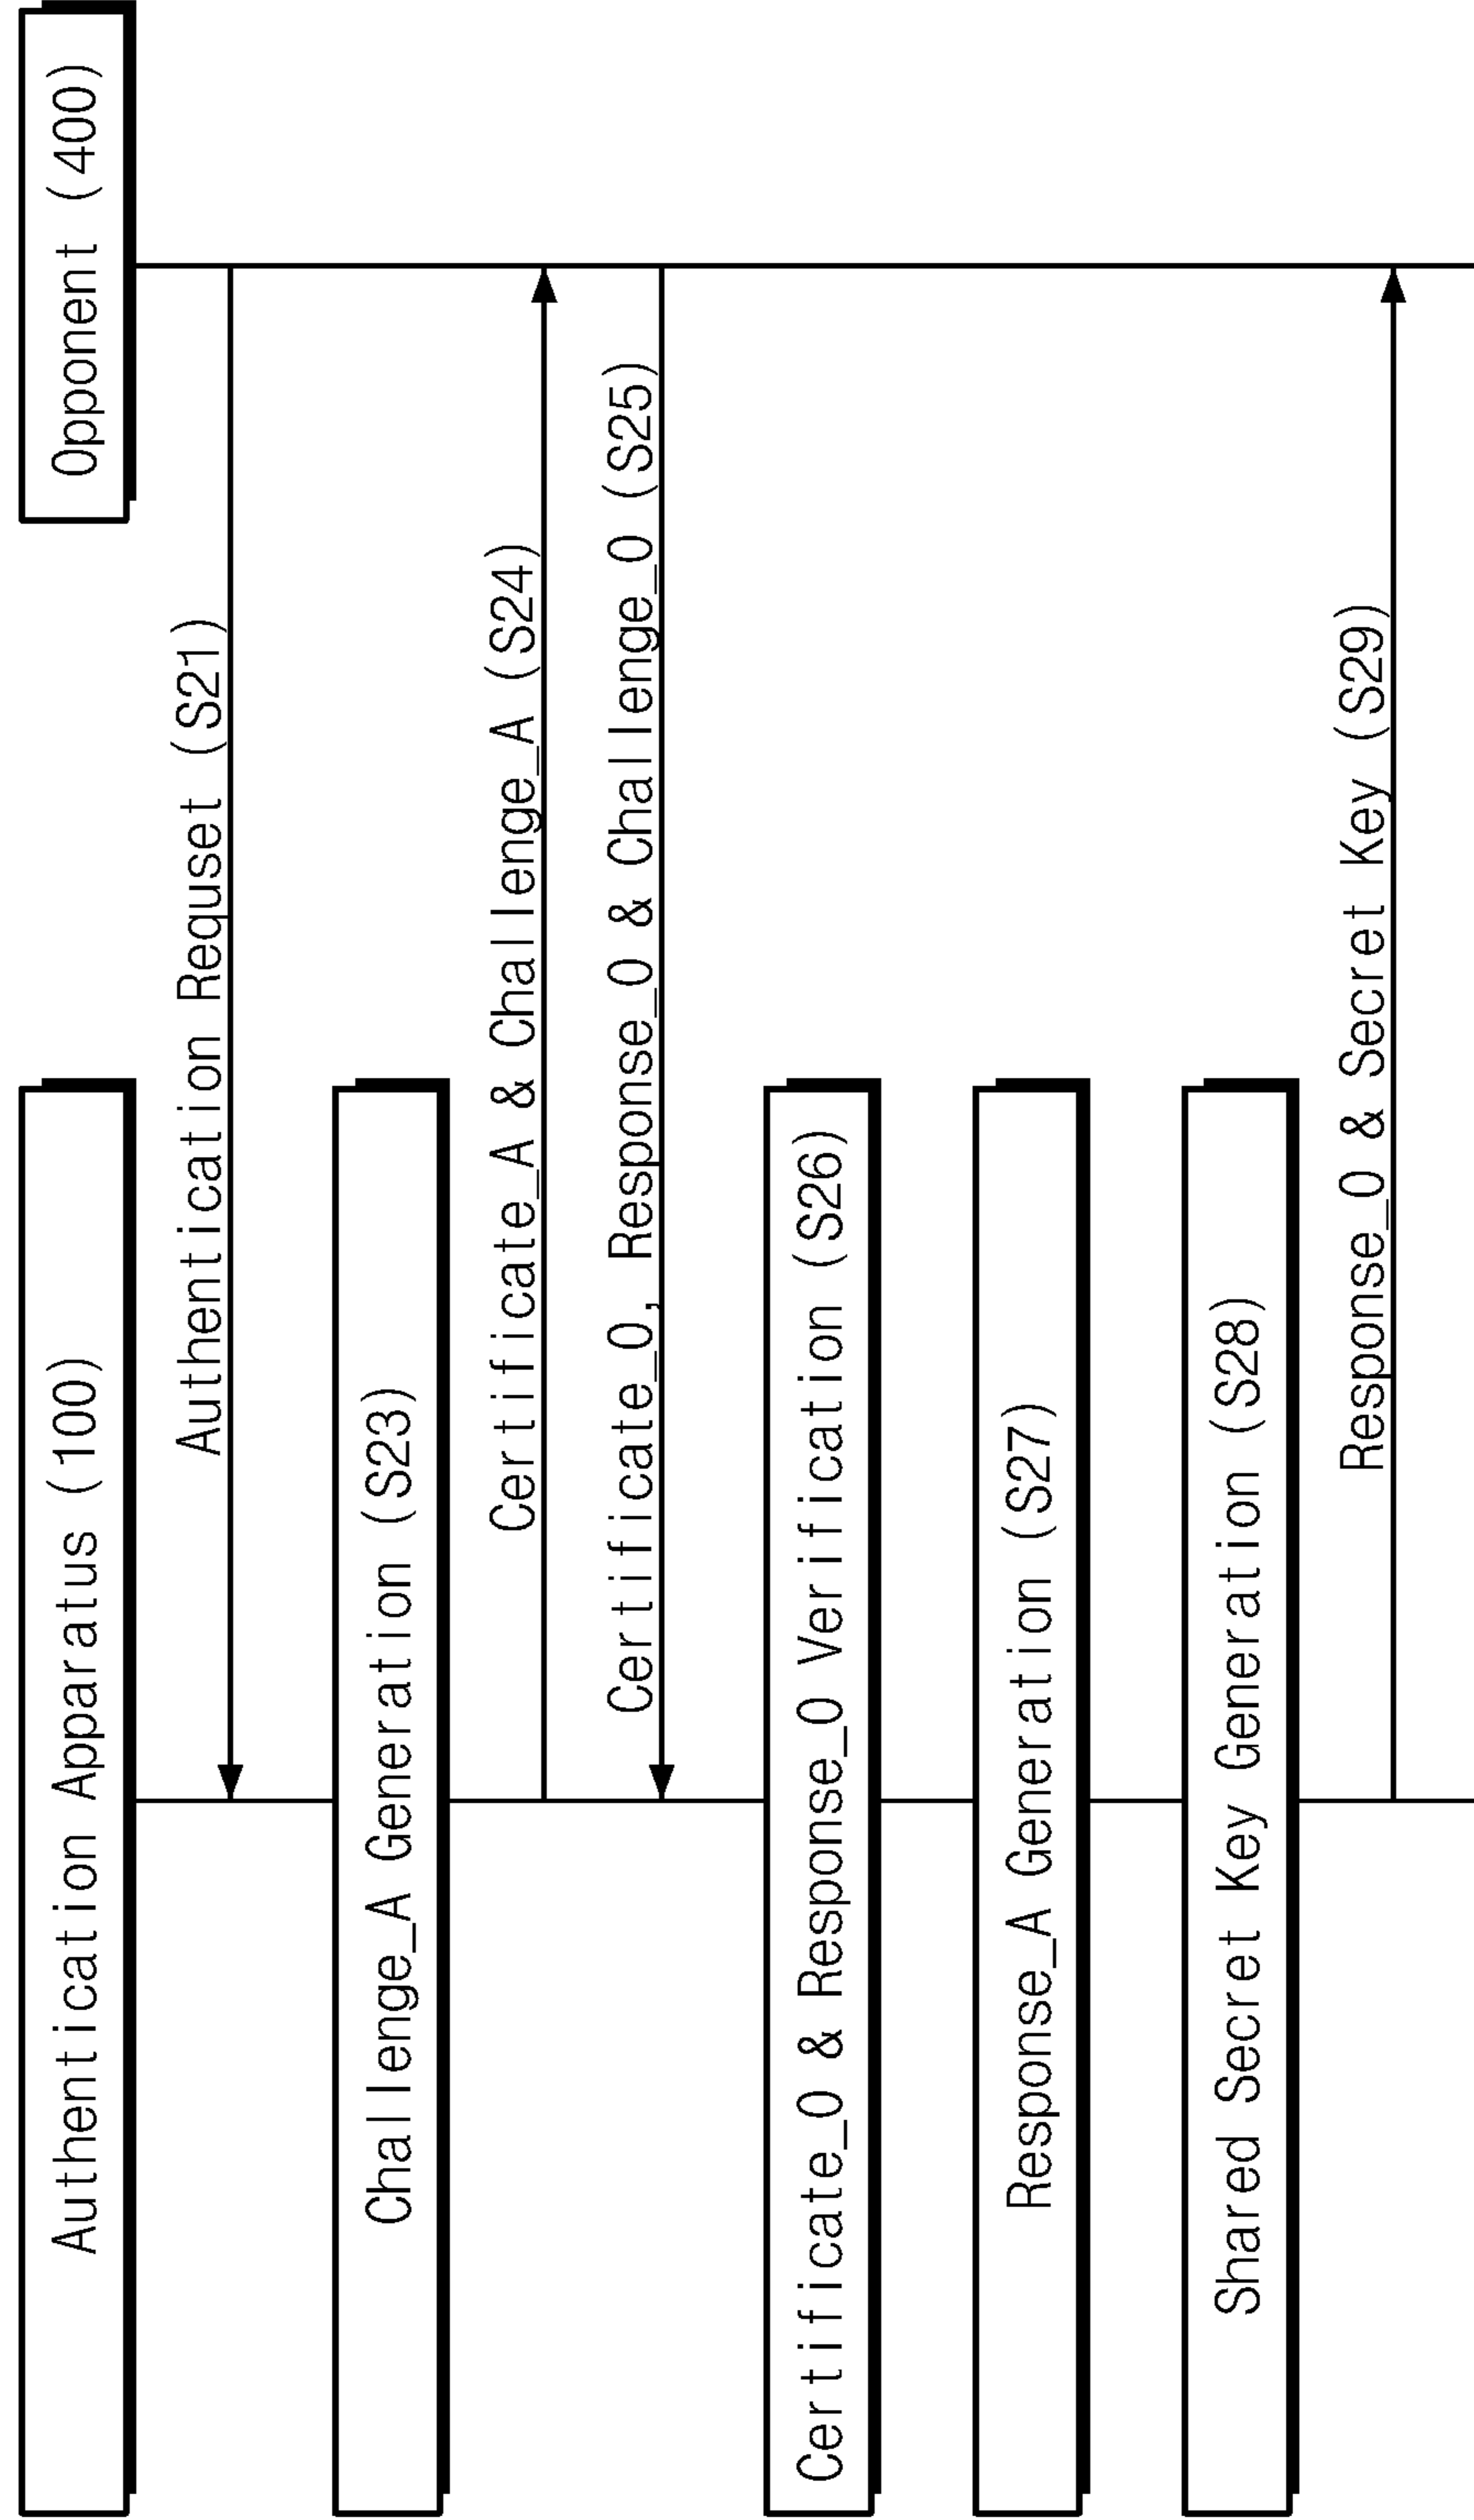 Authentication Apparatus (100)
Opponent (400)
Authentication Requset (S21)
Challenge_A Generation (S23)
Certificate_A & Challenge_A (S24)
Certificate_O, Response_O & Challenge_O (S25)
Certificate_O & Response_O Verification (S26)
Response_A Generation (S27)
Shared Secret Key Generation (S28)
Response_O & Secret Key (S29)